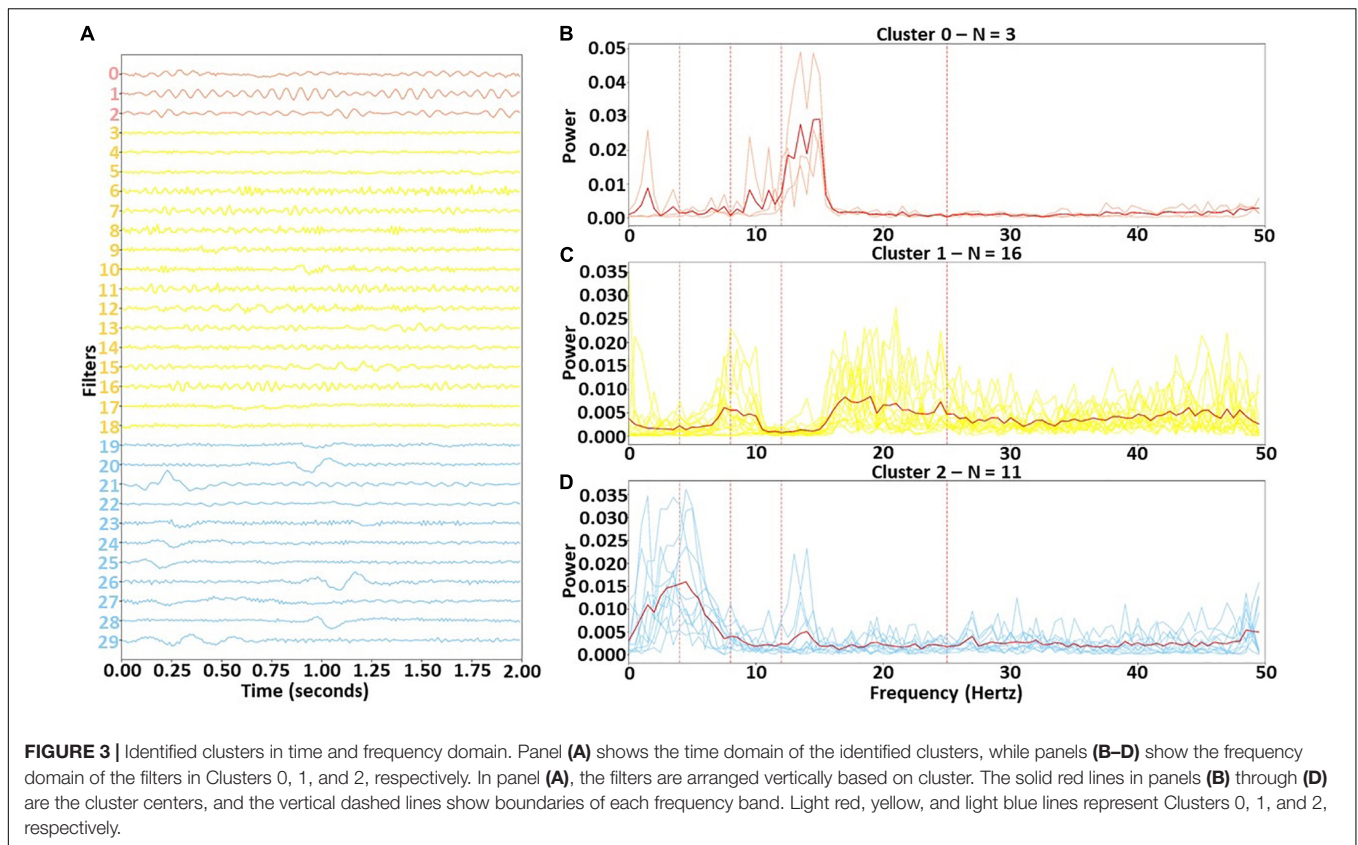 A
0
1
2
3
4
5
6
7
8
9
10
11
12
13
14
15
16
17
18
19
20
21
22
23
24
25
26
27
28
29
Filters
0.00 0.25 0.50 0.75 1.00 1.25 1.50 1.75 2.00
Time (seconds)
B
Cluster 0 – N = 3
0.05
0.04
0.03
0.02
0.01
0.00
Power
0 10 20 30 40 50
C
Cluster 1 – N = 16
0.035
0.030
0.025
0.020
0.015
0.010
0.005
0.000
Power
0 10 20 30 40 50
D
Cluster 2 – N = 11
0.035
0.030
0.025
0.020
0.015
0.010
0.005
0.000
Power
0 10 20 30 40 50
Frequency (Hertz)
FIGURE 3 | Identified clusters in time and frequency domain. Panel (A) shows the time domain of the identified clusters, while panels (B–D) show the frequency
domain of the filters in Clusters 0, 1, and 2, respectively. In panel (A), the filters are arranged vertically based on cluster. The solid red lines in panels (B) through (D)
are the cluster centers, and the vertical dashed lines show boundaries of each frequency band. Light red, yellow, and light blue lines represent Clusters 0, 1, and 2,
respectively.